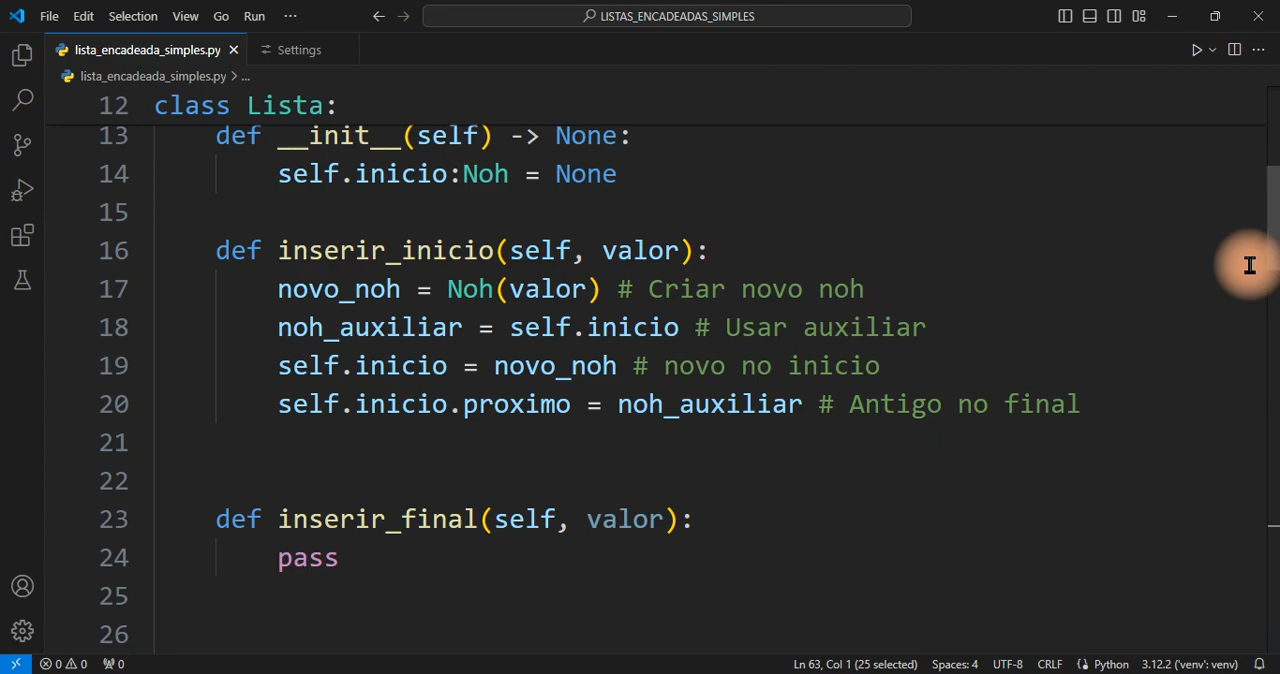 File Edit Selection View Go Run ··· LISTAS_ENCADEADAS_SIMPLES
lista_encadeada_simples.py Settings
lista_encadeada_simples.py > ...
12 class Lista:
13 def __init__(self) -> None:
14 self.inicio:Noh = None
15
16 def inserir_inicio(self, valor):
17 novo_noh = Noh(valor) # Criar novo noh
18 noh_auxiliar = self.inicio # Usar auxiliar
19 self.inicio = novo_noh # novo no inicio
20 self.inicio.proximo = noh_auxiliar # Antigo no final
21
22
23 def inserir_final(self, valor):
24 pass
25
26
0 0 0 Ln 63, Col 1 (25 selected) Spaces: 4 UTF-8 CRLF Python 3.12.2 ('venv': venv)